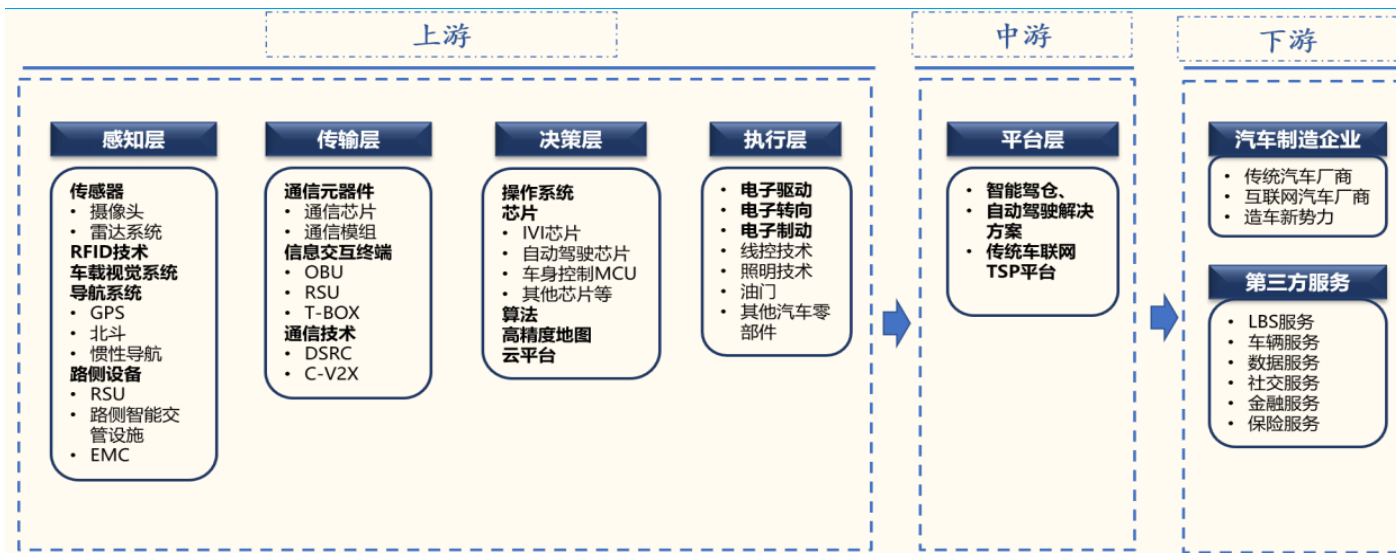 上游
感知层
传感器
• 摄像头
• 雷达系统
RFID技术
车载视觉系统
导航系统
• GPS
• 北斗
• 惯性导航
路侧设备
• RSU
• 路侧智能交
管设施
• EMC
传输层
通信元器件
• 通信芯片
• 通信模组
信息交互终端
• OBU
• RSU
• T-BOX
通信技术
• DSRC
• C-V2X
决策层
操作系统
芯片
• IVI芯片
• 自动驾驶芯片
• 车身控制MCU
• 其他芯片等
算法
高精度地图
云平台
执行层
• 电子驱动
• 电子转向
• 电子制动
• 线控技术
• 照明技术
• 油门
• 其他汽车零
部件
中游
平台层
• 智能驾仓、
• 自动驾驶解决
方案
• 传统车联网
TSP平台
下游
汽车制造企业
• 传统汽车厂商
• 互联网汽车厂商
• 造车新势力
第三方服务
• LBS服务
• 车辆服务
• 数据服务
• 社交服务
• 金融服务
• 保险服务